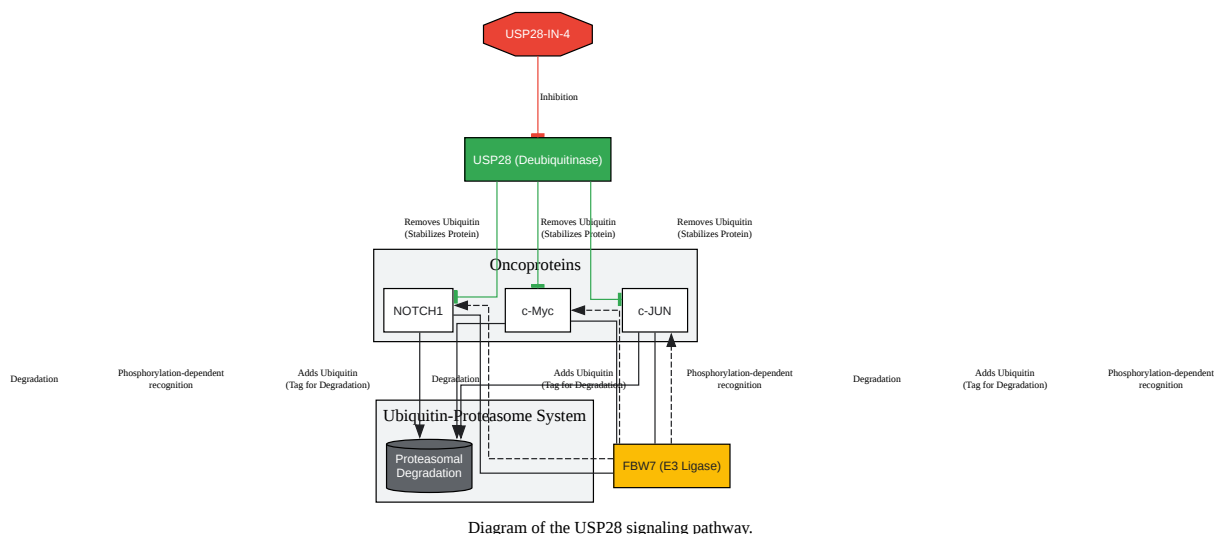 USP28-IN-4
Inhibition
USP28 (Deubiquitinase)
Removes Ubiquitin
(Stabilizes Protein)
Removes Ubiquitin
(Stabilizes Protein)
Removes Ubiquitin
(Stabilizes Protein)
Oncoproteins
NOTCH1
c-Myc
c-JUN
Degradation
Phosphorylation-dependent
recognition
Adds Ubiquitin
(Tag for Degradation)
Degradation
Adds Ubiquitin
(Tag for Degradation)
Phosphorylation-dependent
recognition
Degradation
Adds Ubiquitin
(Tag for Degradation)
Phosphorylation-dependent
recognition
Ubiquitin-Proteasome System
Proteasomal
Degradation
FBW7 (E3 Ligase)
Diagram of the USP28 signaling pathway.